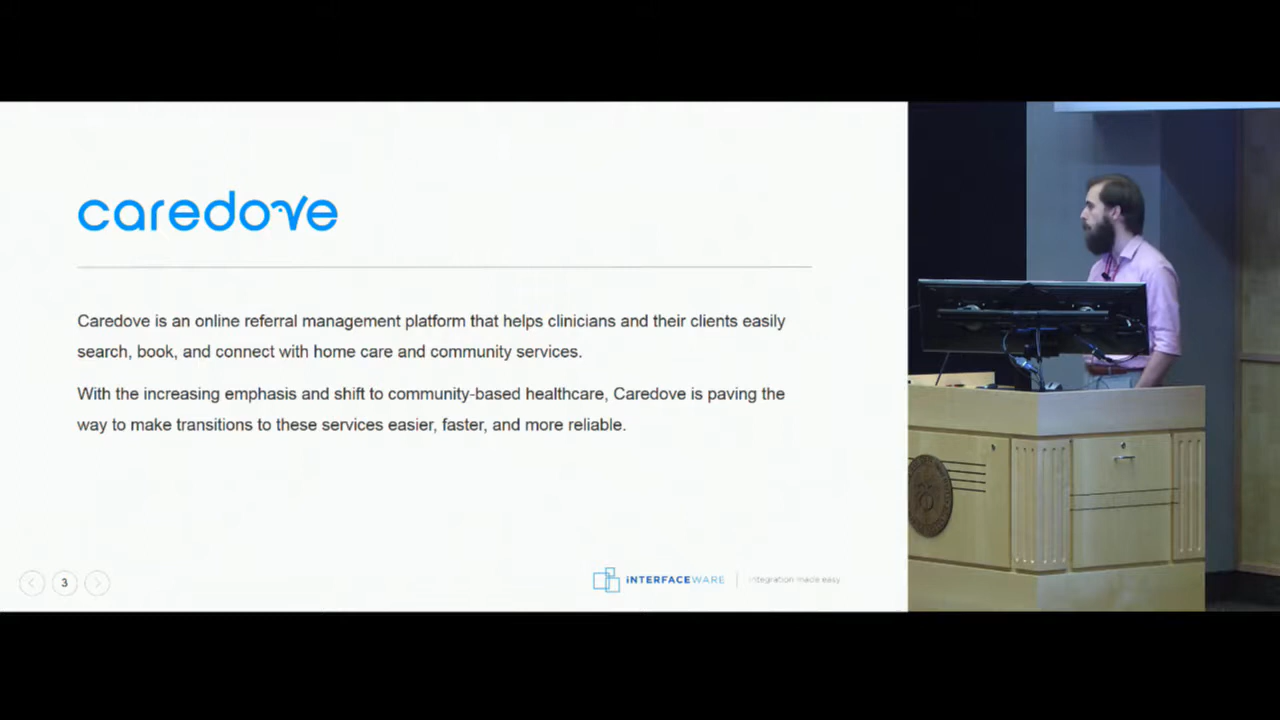 caredove
Caredove is an online referral management platform that helps clinicians and their clients easily
search, book, and connect with home care and community services.
With the increasing emphasis and shift to community-based healthcare, Caredove is paving the
way to make transitions to these services easier, faster, and more reliable.
3
iNTERFACEWARE
integration made easy